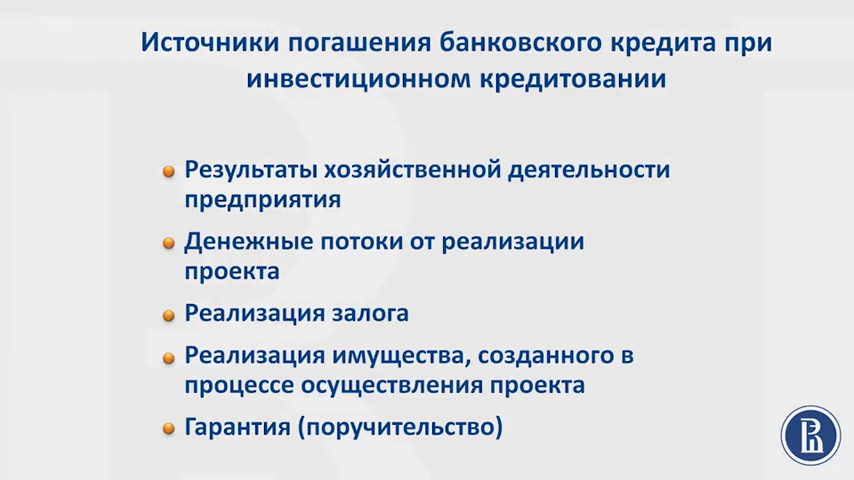 Источники погашения банковского кредита при
инвестиционном кредитовании
Результаты хозяйственной деятельности
предприятия
Денежные потоки от реализации
проекта
Реализация залога
Реализация имущества, созданного в
процессе осуществления проекта
Гарантия (поручительство)